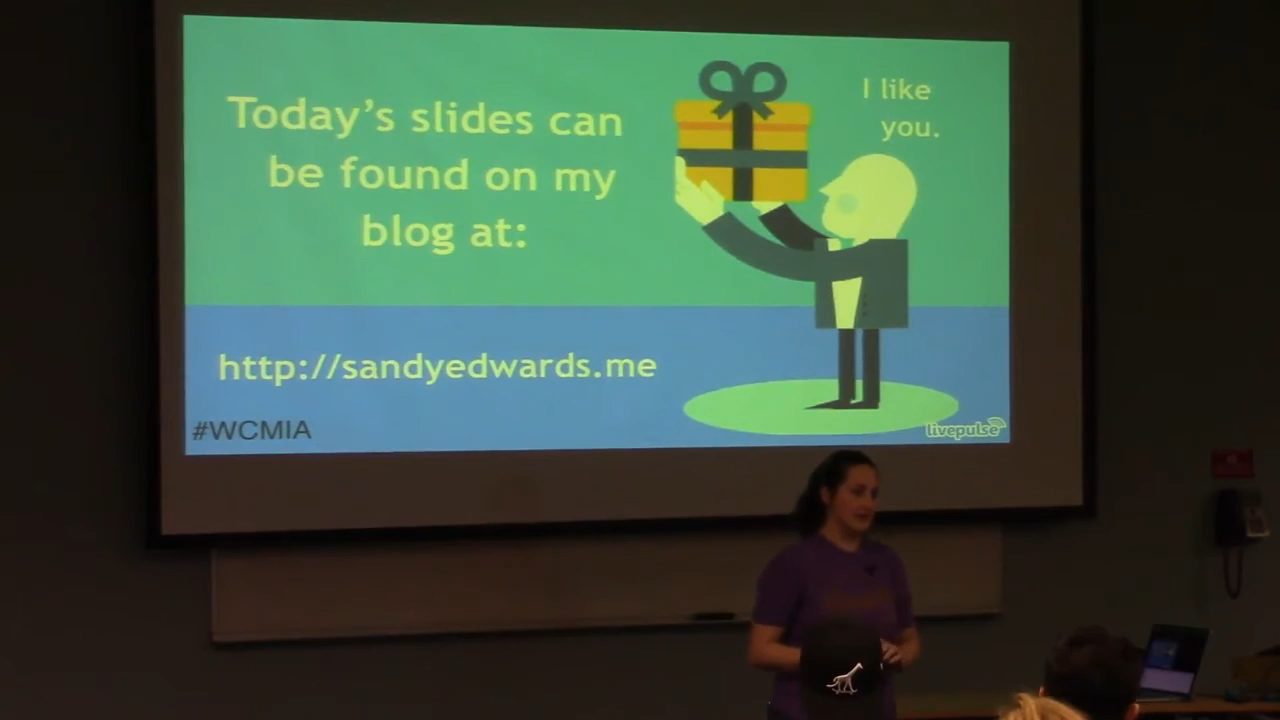 Today's slides can
be found on my
blog at:
I like
you.
http://sandyedwards.me
#WCMIA
livepulse